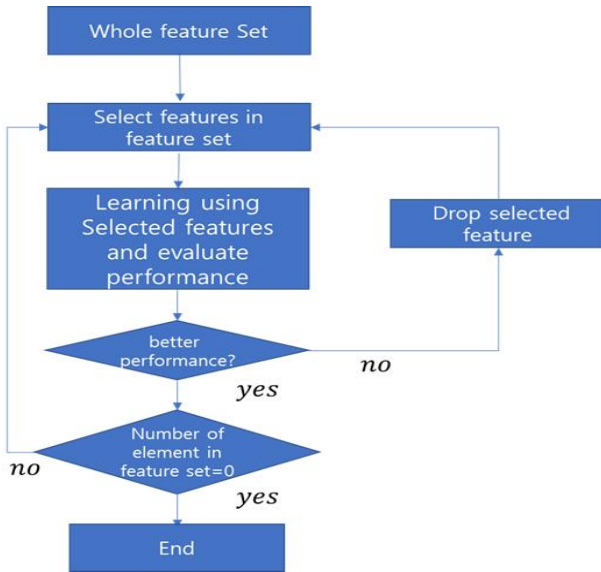 Whole feature Set
Select features in
feature set
Learning using
Selected features
and evaluate
performance
Drop selected
feature
better
performance?
no
yes
Number of
element in
feature set=0
no
yes
End